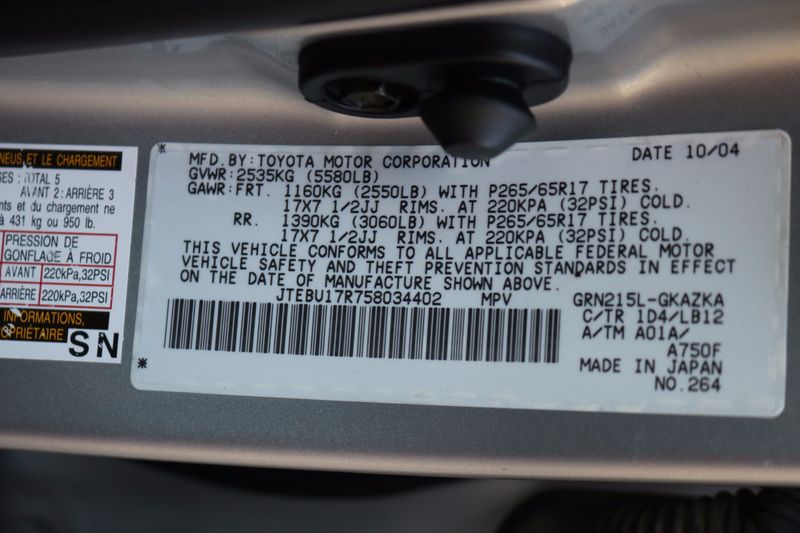 NEUS ET LE CHARGEMENT
TOTAL 5
AVANT 2: ARRIÈRE 3
nts et du chargement ne
à 431 kg ou 950 lb.
PRESSION DE
GONFLAGE À FROID
AVANT 220kPa,32PSI
ARRIÈRE 220kPa,32PSI
INFORMATIONS,
SN
* MFD. BY: TOYOTA MOTOR CORPORATION DATE 10/04
GVWR: 2535KG (5580LB)
GAWR: FRT. 1160KG (2550LB) WITH P265/65R17 TIRES.
17X7 1/2JJ RIMS. AT 220KPA (32PSI) COLD.
RR. 1390KG (3060LB) WITH P265/65R17 TIRES.
17X7 1/2JJ RIMS. AT 220KPA (32PSI) COLD.
THIS VEHICLE CONFORMS TO ALL APPLICABLE FEDERAL MOTOR
VEHICLE SAFETY AND THEFT PREVENTION STANDARDS IN EFFECT
ON THE DATE OF MANUFACTURE SHOWN ABOVE.
JTEBU17R758034402 MPV GRN215L-GKAZKA
C/TR 1D4/LB12
A/TM A01A/
A750F
* MADE IN JAPAN
NO.264